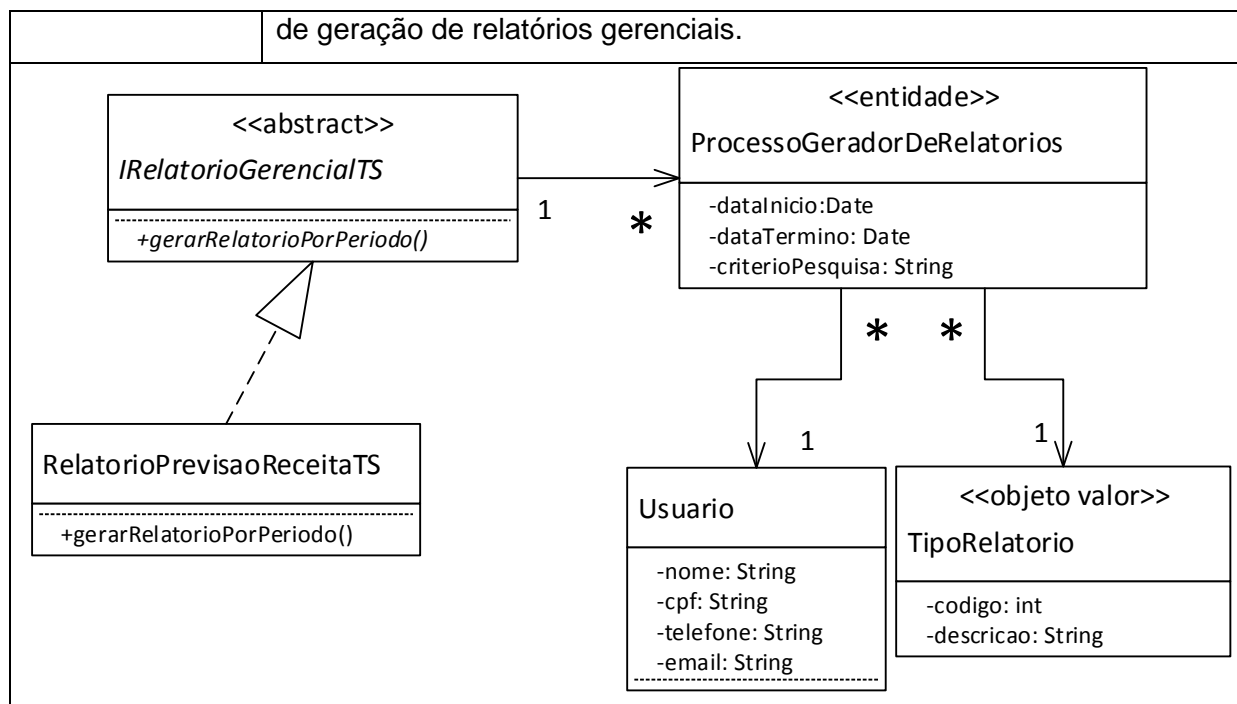 de geração de relatórios gerenciais.
<<abstract>>
IRelatorioGerencialTS
+gerarRelatorioPorPeriodo()
1
*
<<entidade>>
ProcessoGeradorDeRelatorios
-dataInicio:Date
-dataTermino: Date
-criterioPesquisa: String
*
*
1
1
RelatorioPrevisaoReceitaTS
+gerarRelatorioPorPeriodo()
Usuario
-nome: String
-cpf: String
-telefone: String
-email: String
<<objeto valor>>
TipoRelatorio
-codigo: int
-descricao: String